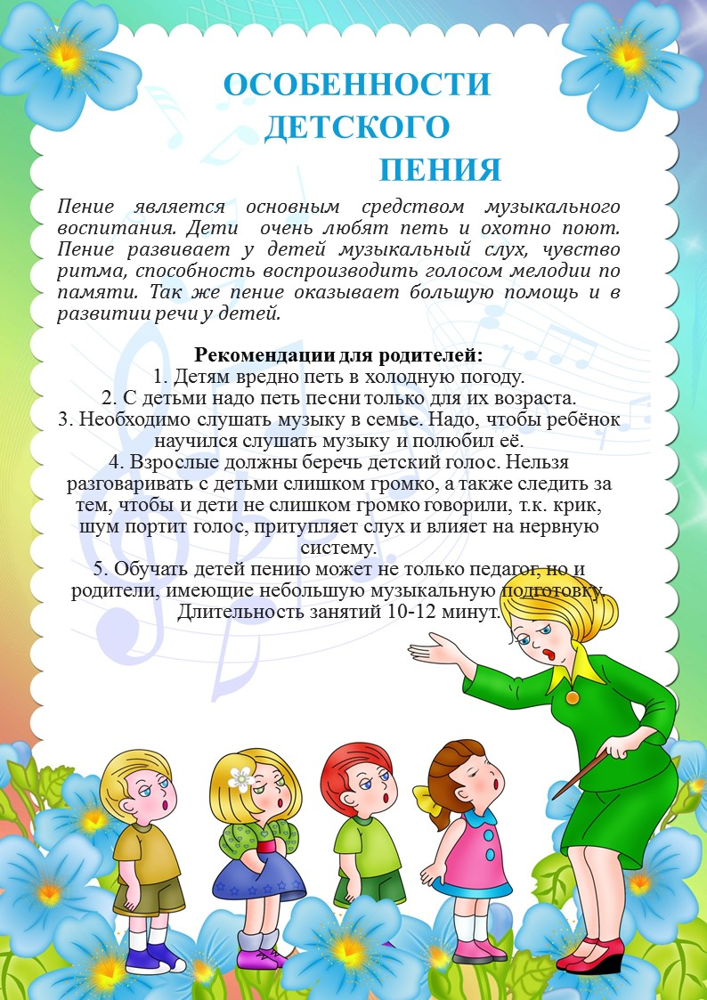 ОСОБЕННОСТИ
ДЕТСКОГО
ПЕНИЯ
Пение является основным средством музыкального
воспитания. Дети очень любят петь и охотно поют.
Пение развивает у детей музыкальный слух, чувство
ритма, способность воспроизводить голосом мелодии по
памяти. Так же пение оказывает большую помощь и в
развитии речи у детей.
Рекомендации для родителей:
1. Детям вредно петь в холодную погоду.
2. С детьми надо петь песни только для их возраста.
3. Необходимо слушать музыку в семье. Надо, чтобы ребёнок
научился слушать музыку и полюбил её.
4. Взрослые должны беречь детский голос. Нельзя
разговаривать с детьми слишком громко, а также следить за
тем, чтобы и дети не слишком громко говорили, т.к. крик,
шум портит голос, притупляет слух и влияет на нервную
систему.
5. Обучать детей пению может не только педагог, но и
родители, имеющие небольшую музыкальную подготовку.
Длительность занятий 10-12 минут.